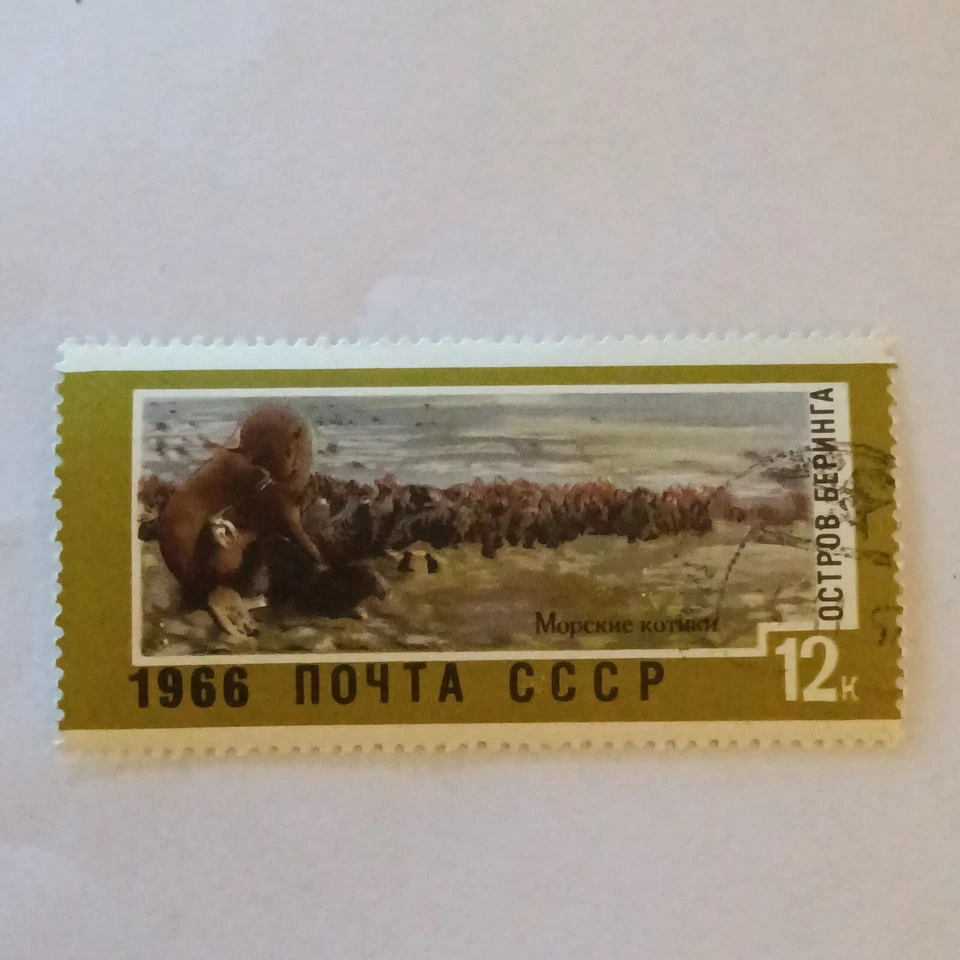 ОСТРОВ БЕРИНГА
Морские котики
12к
1966 ПОЧТА СССР